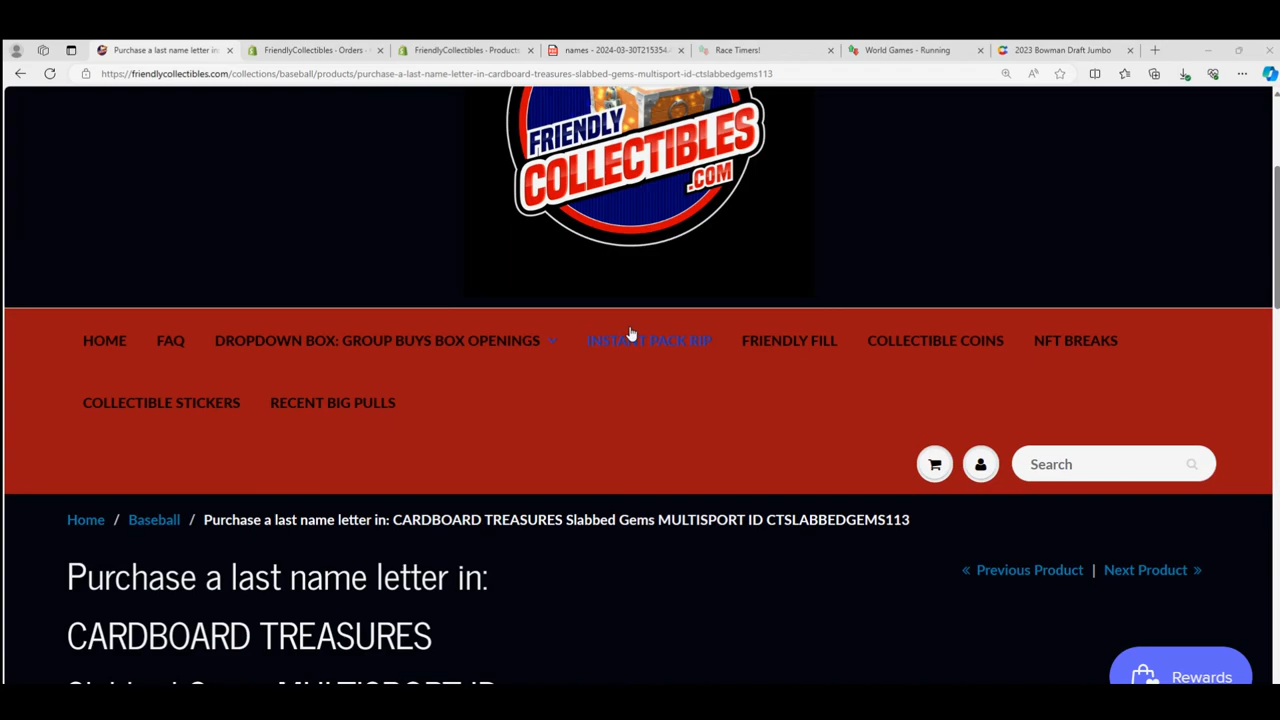 Purchase a last name letter in:
FriendlyCollectibles - Orders -
FriendlyCollectibles - Products
names - 2024-03-30T215354.
Race Timers!
World Games - Running
2023 Bowman Draft Jumbo
https://friendlycollectibles.com/collections/baseball/products/purchase-a-last-name-letter-in-cardboard-treasures-slabbed-gems-multisport-id-ctslabbedgems113
FRIENDLY
COLLECTIBLES
.COM
HOME FAQ DROPDOWN BOX: GROUP BUYS BOX OPENINGS INSTANT PACK RIP FRIENDLY FILL COLLECTIBLE COINS NFT BREAKS
COLLECTIBLE STICKERS RECENT BIG PULLS
Search
Home / Baseball / Purchase a last name letter in: CARDBOARD TREASURES Slabbed Gems MULTISPORT ID CTSLABBEDGEMS113
Purchase a last name letter in:
« Previous Product | Next Product »
CARDBOARD TREASURES
Slabbed Gems MULTISPORT ID
Rewards